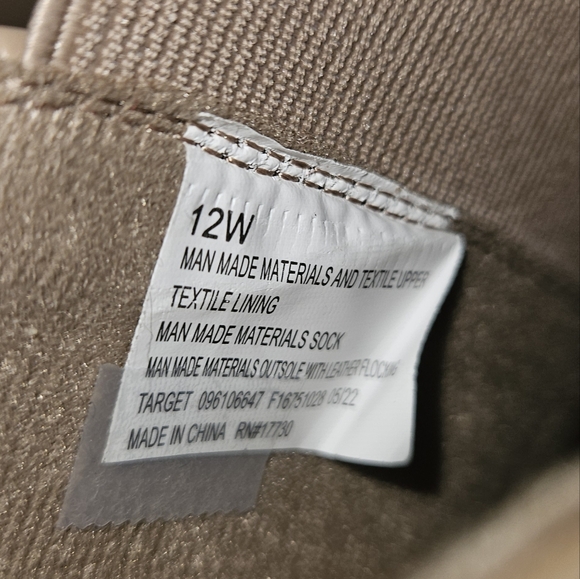 12W
MAN MADE MATERIALS AND TEXTILE UPPER
TEXTILE LINING
MAN MADE MATERIALS SOCK
MAN MADE MATERIALS OUTSOLE WITH LEATHER FLOCKING
TARGET 096106647 F16751028 05/22
MADE IN CHINA RN#17730